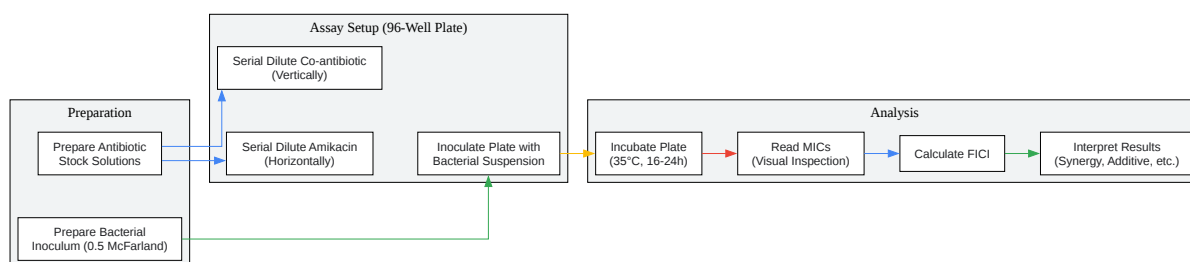 Preparation
Prepare Antibiotic
Stock Solutions
Prepare Bacterial
Inoculum (0.5 McFarland)
Assay Setup (96-Well Plate)
Serial Dilute Co-antibiotic
(Vertically)
Serial Dilute Amikacin
(Horizontally)
Inoculate Plate with
Bacterial Suspension
Analysis
Incubate Plate
(35°C, 16-24h)
Read MICs
(Visual Inspection)
Calculate FICI
Interpret Results
(Synergy, Additive, etc.)